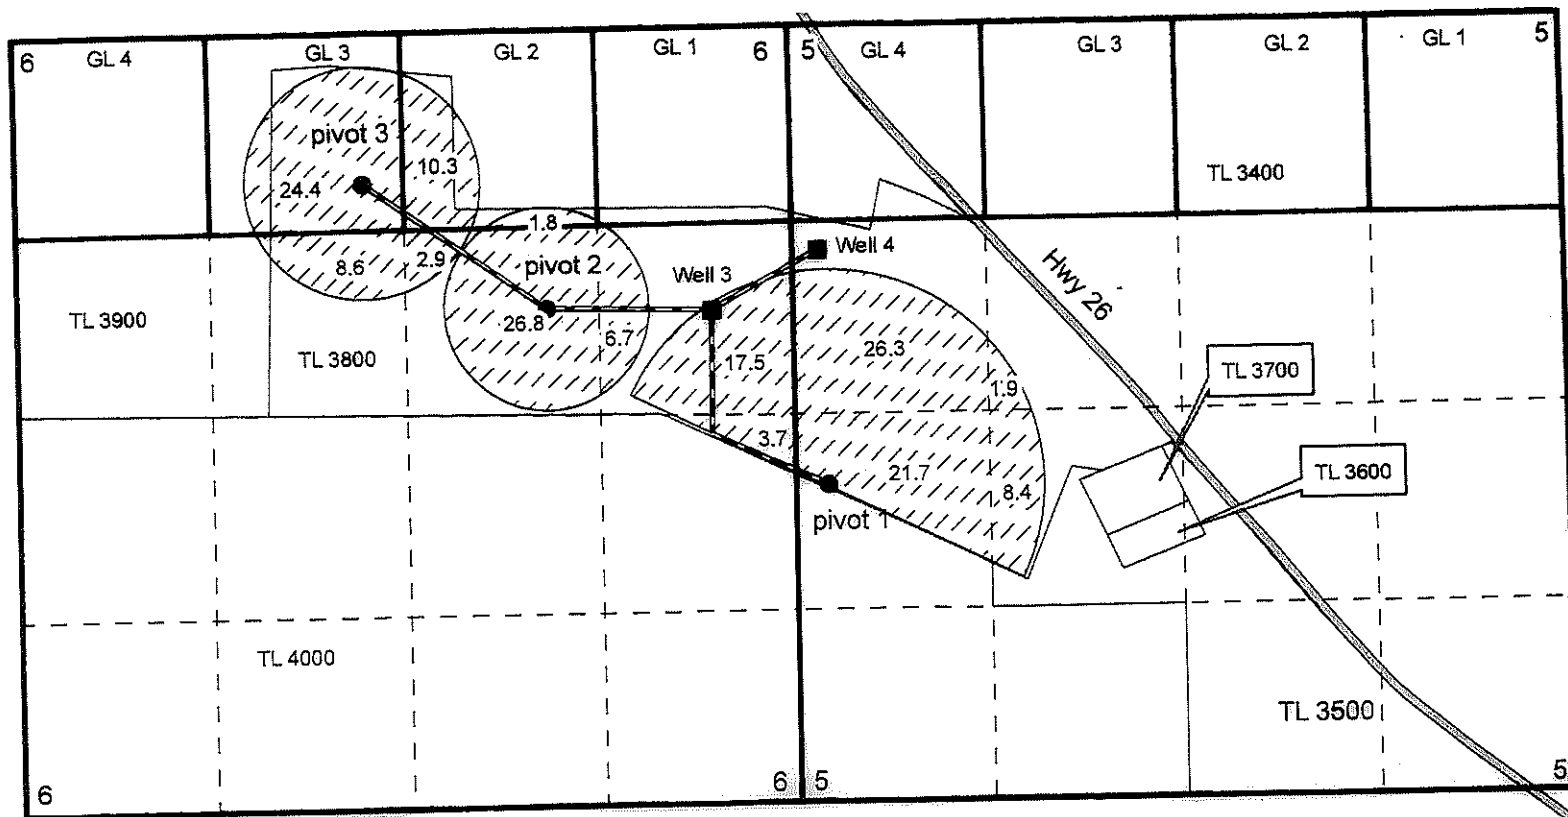 6 GL 4 GL 3 GL 2 GL 1 6 5 GL 4 GL 3 GL 2 GL 1 5
pivot 3
10.3
24.4
TL 3400
1.8
Well 4
2.9
8.6
pivot 2
Well 3
Hwy 26
TL 3900
26.8
6.7
TL 3800
17.5
26.3
1.9
TL 3700
3.7
21.7
8.4
TL 3600
pivot 1
TL 4000
TL 3500
6 6 5 5